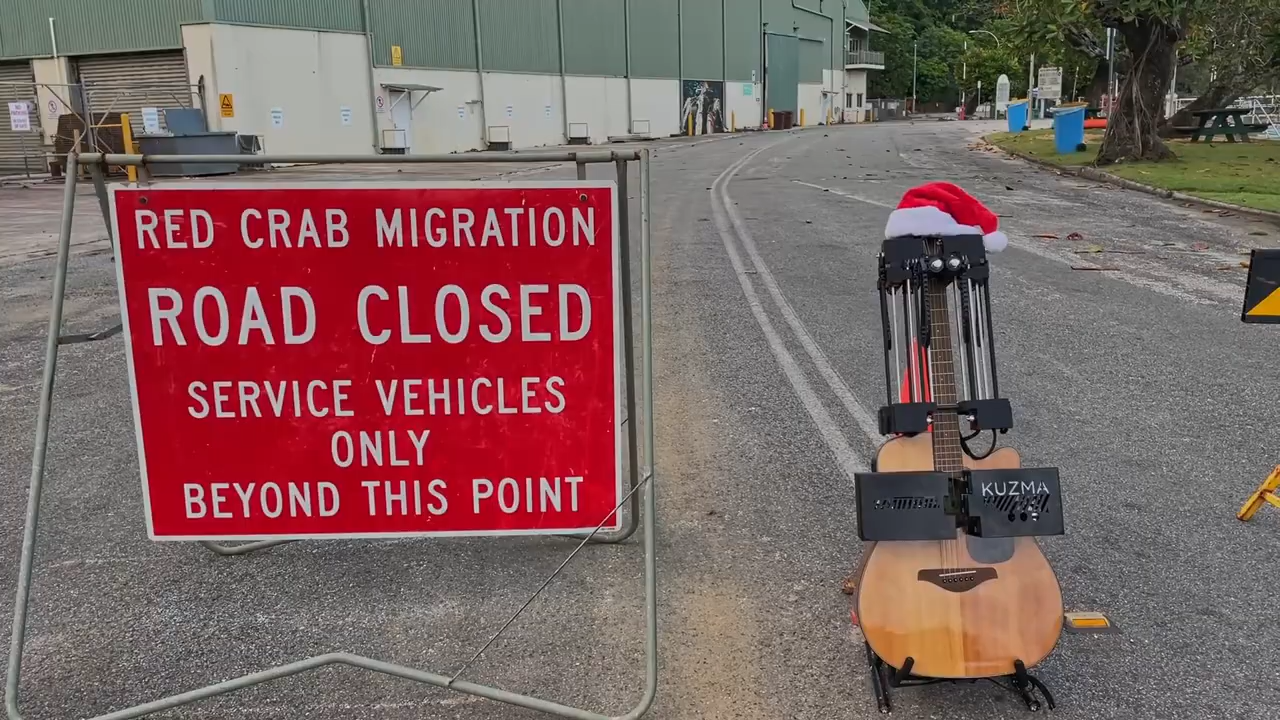 RED CRAB MIGRATION
ROAD CLOSED
SERVICE VEHICLES
ONLY
BEYOND THIS POINT
KUZMA